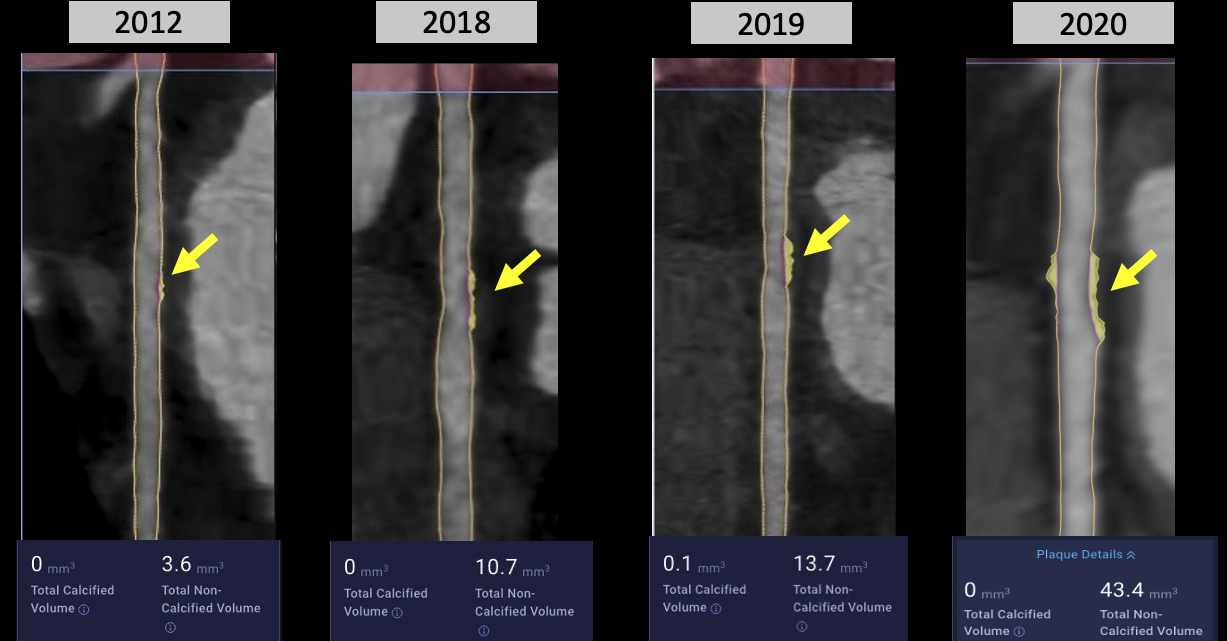 2012
2018
2019
2020
0 mm³
3.6 mm³
Total Calcified
Volume ⓘ
Total Non-
Calcified Volume
ⓘ
0 mm³
10.7 mm³
Total Calcified
Volume ⓘ
Total Non-
Calcified Volume
ⓘ
0.1 mm³
13.7 mm³
Total Calcified
Volume ⓘ
Total Non-
Calcified Volume
ⓘ
Plaque Details
0 mm³
43.4 mm³
Total Calcified
Volume ⓘ
Total Non-
Calcified Volume